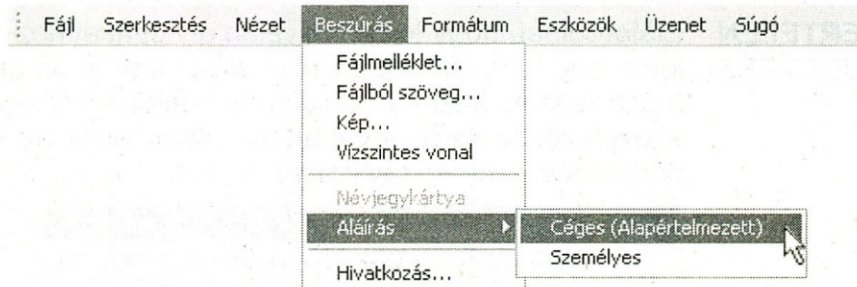 Fájl Szerkesztés Nézet Beszúrás Formátum Eszközök Üzenet Súgó
Fájlmelléklet...
Fájlból szöveg...
Kép...
Vízszintes vonal
Névjegykártya
Aláírás
Céges (Alapértelmezett)
Személyes
Hivatkozás...